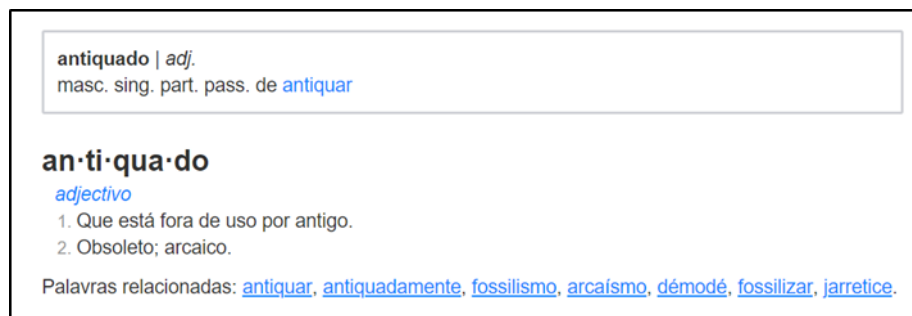 antiquado | adj.
masc. sing. part. pass. de antiquar
an·ti·qua·do
adjectivo
1. Que está fora de uso por antigo.
2. Obsoleto; arcaico.
Palavras relacionadas: antiquar, antiquadamente, fossilismo, arcaísmo, démodé, fossilizar, jarretice.